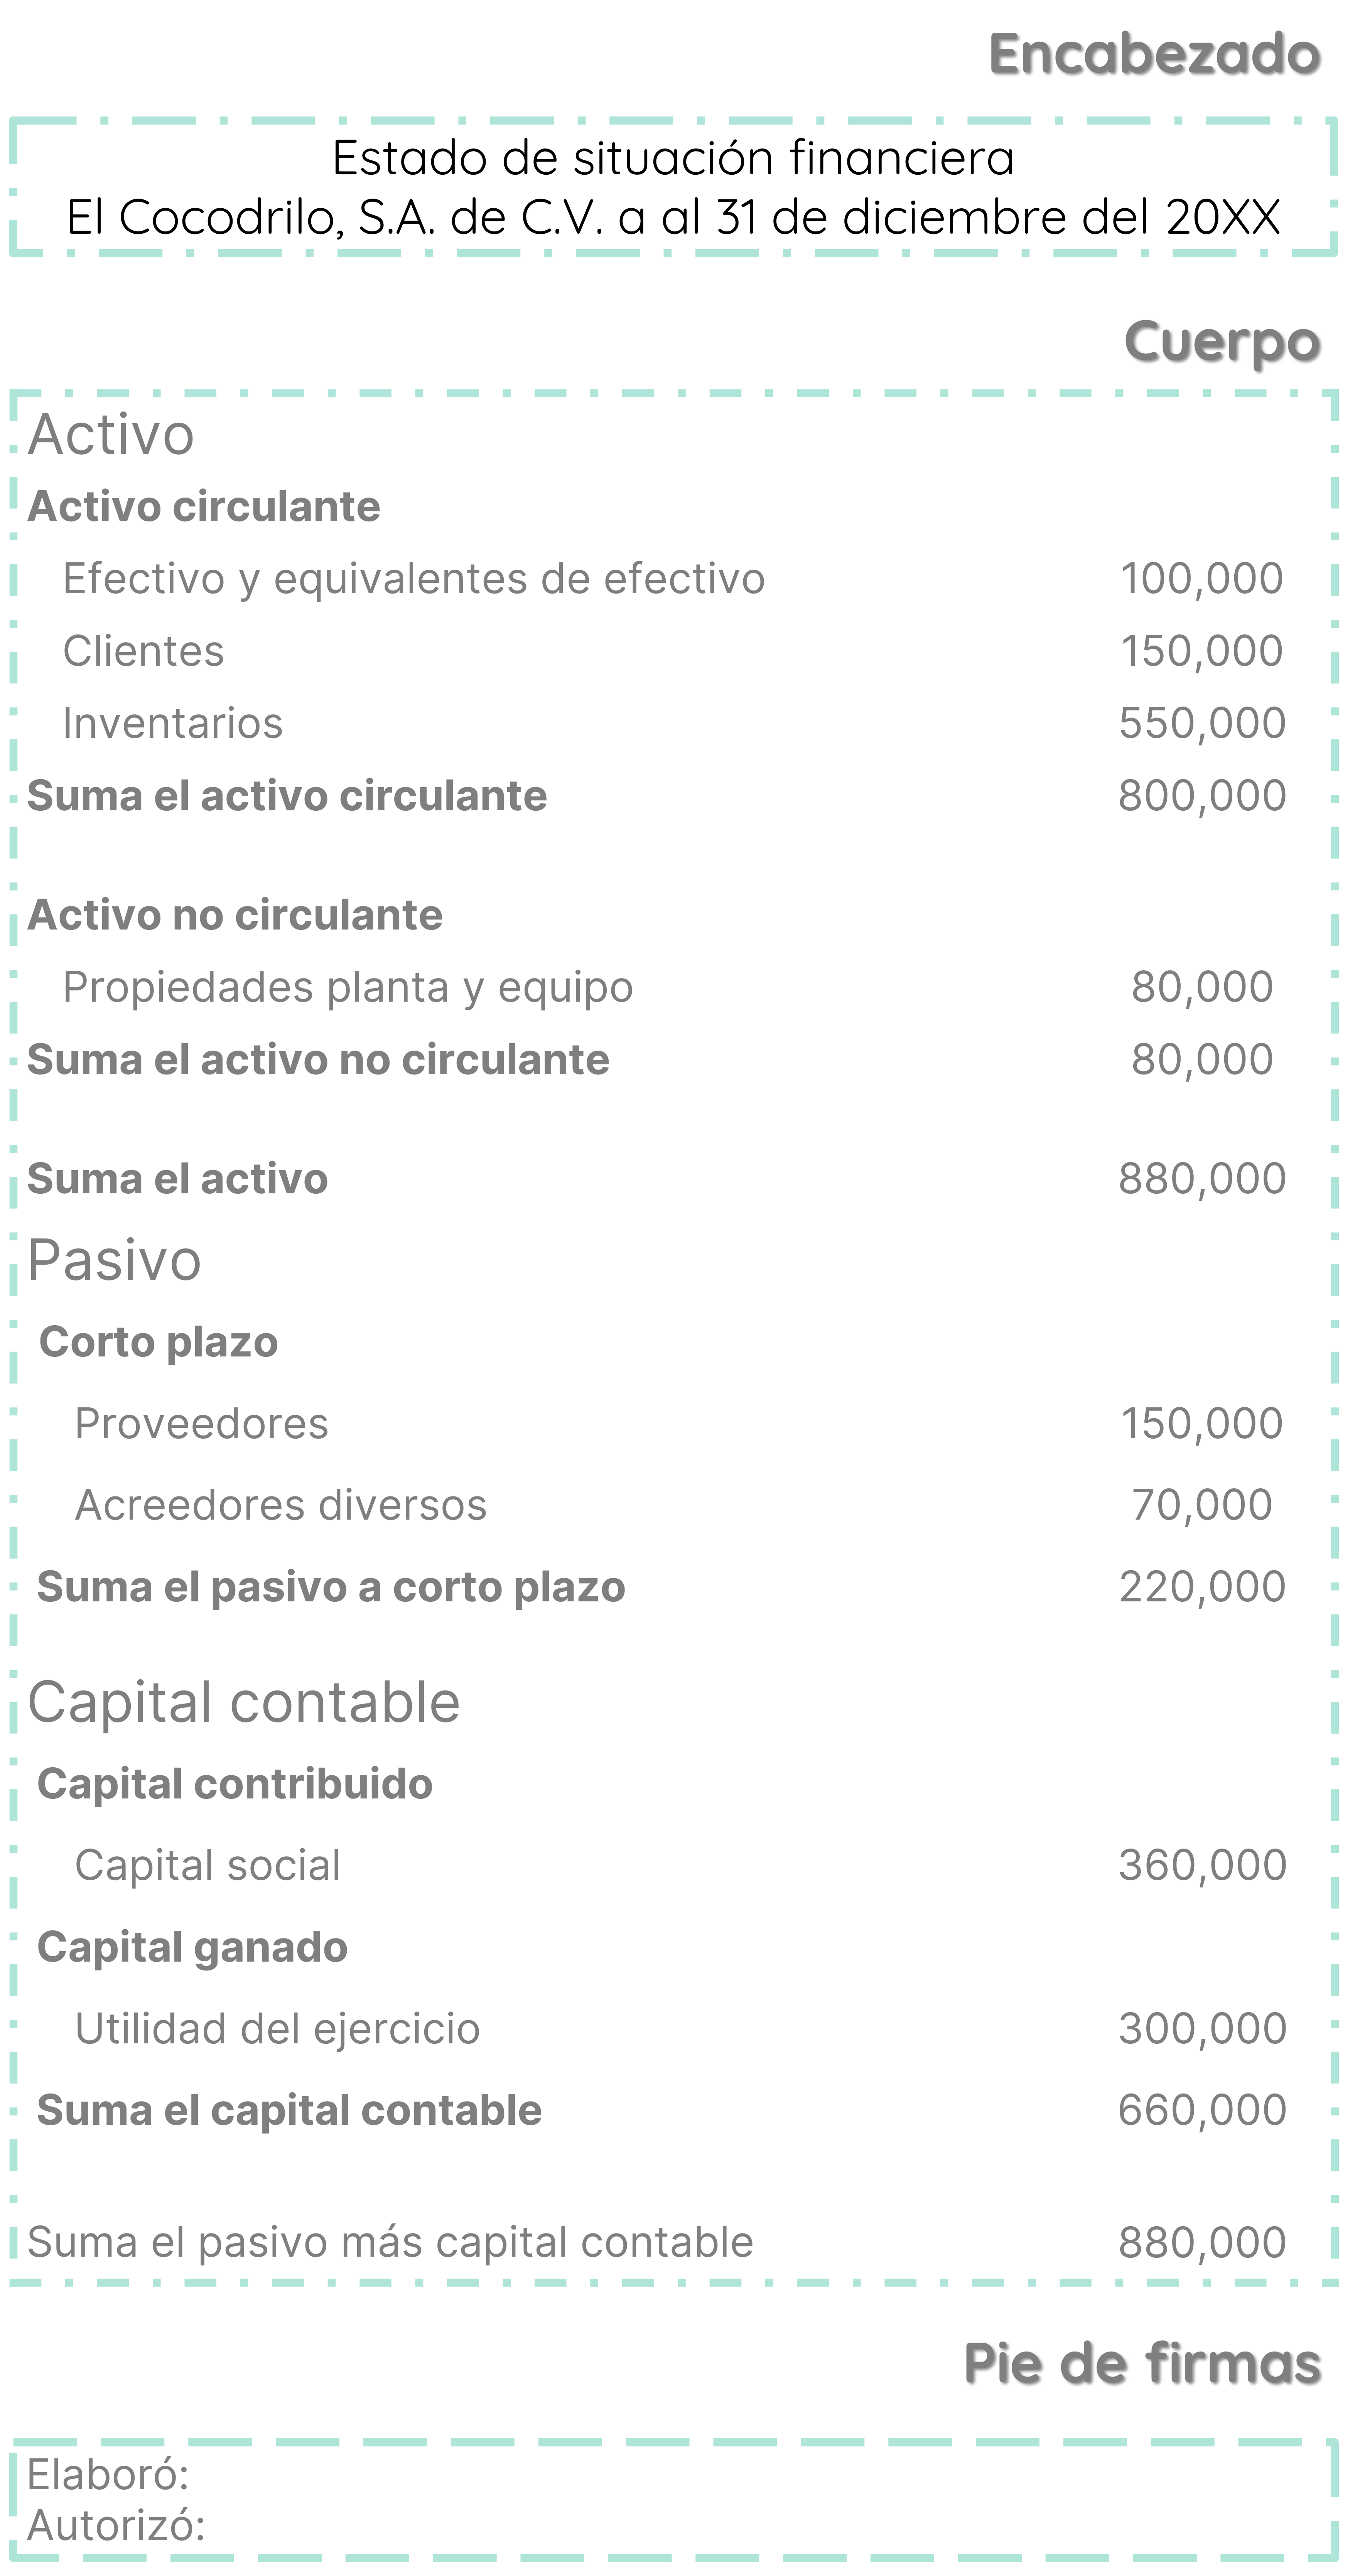 Encabezado
Estado de situación financiera
El Cocodrilo, S.A. de C.V. a al 31 de diciembre del 20XX
Cuerpo
Activo
Activo circulante
Efectivo y equivalentes de efectivo 100,000
Clientes 150,000
Inventarios 550,000
Suma el activo circulante 800,000
Activo no circulante
Propiedades planta y equipo 80,000
Suma el activo no circulante 80,000
Suma el activo 880,000
Pasivo
Corto plazo
Proveedores 150,000
Acreedores diversos 70,000
Suma el pasivo a corto plazo 220,000
Capital contable
Capital contribuido
Capital social 360,000
Capital ganado
Utilidad del ejercicio 300,000
Suma el capital contable 660,000
Suma el pasivo más capital contable 880,000
Pie de firmas
Elaboró:
Autorizó: